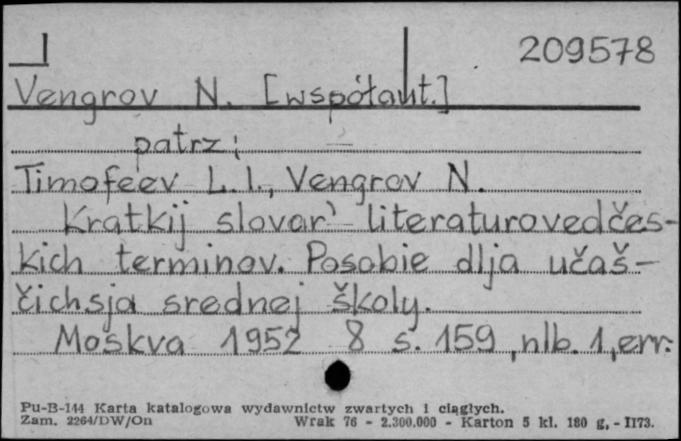 I 209578
Vengrov N. [współaut.]
patrz:
Timofeev L.I., Vengrov N.
Kratkij slovar' literaturovedčes-
kich terminov. Posobie dlja učaš-
čichsja srednej školy.
Moskva 1952 8 s. 159, nlb. 1, err.
Pu-B-144 Karta katalogowa wydawnictw zwartych i ciągłych.
Zam. 2264/DW/On Wrak 76 - 2.300.000 - Karton 5 kl. 180 g, - II73.